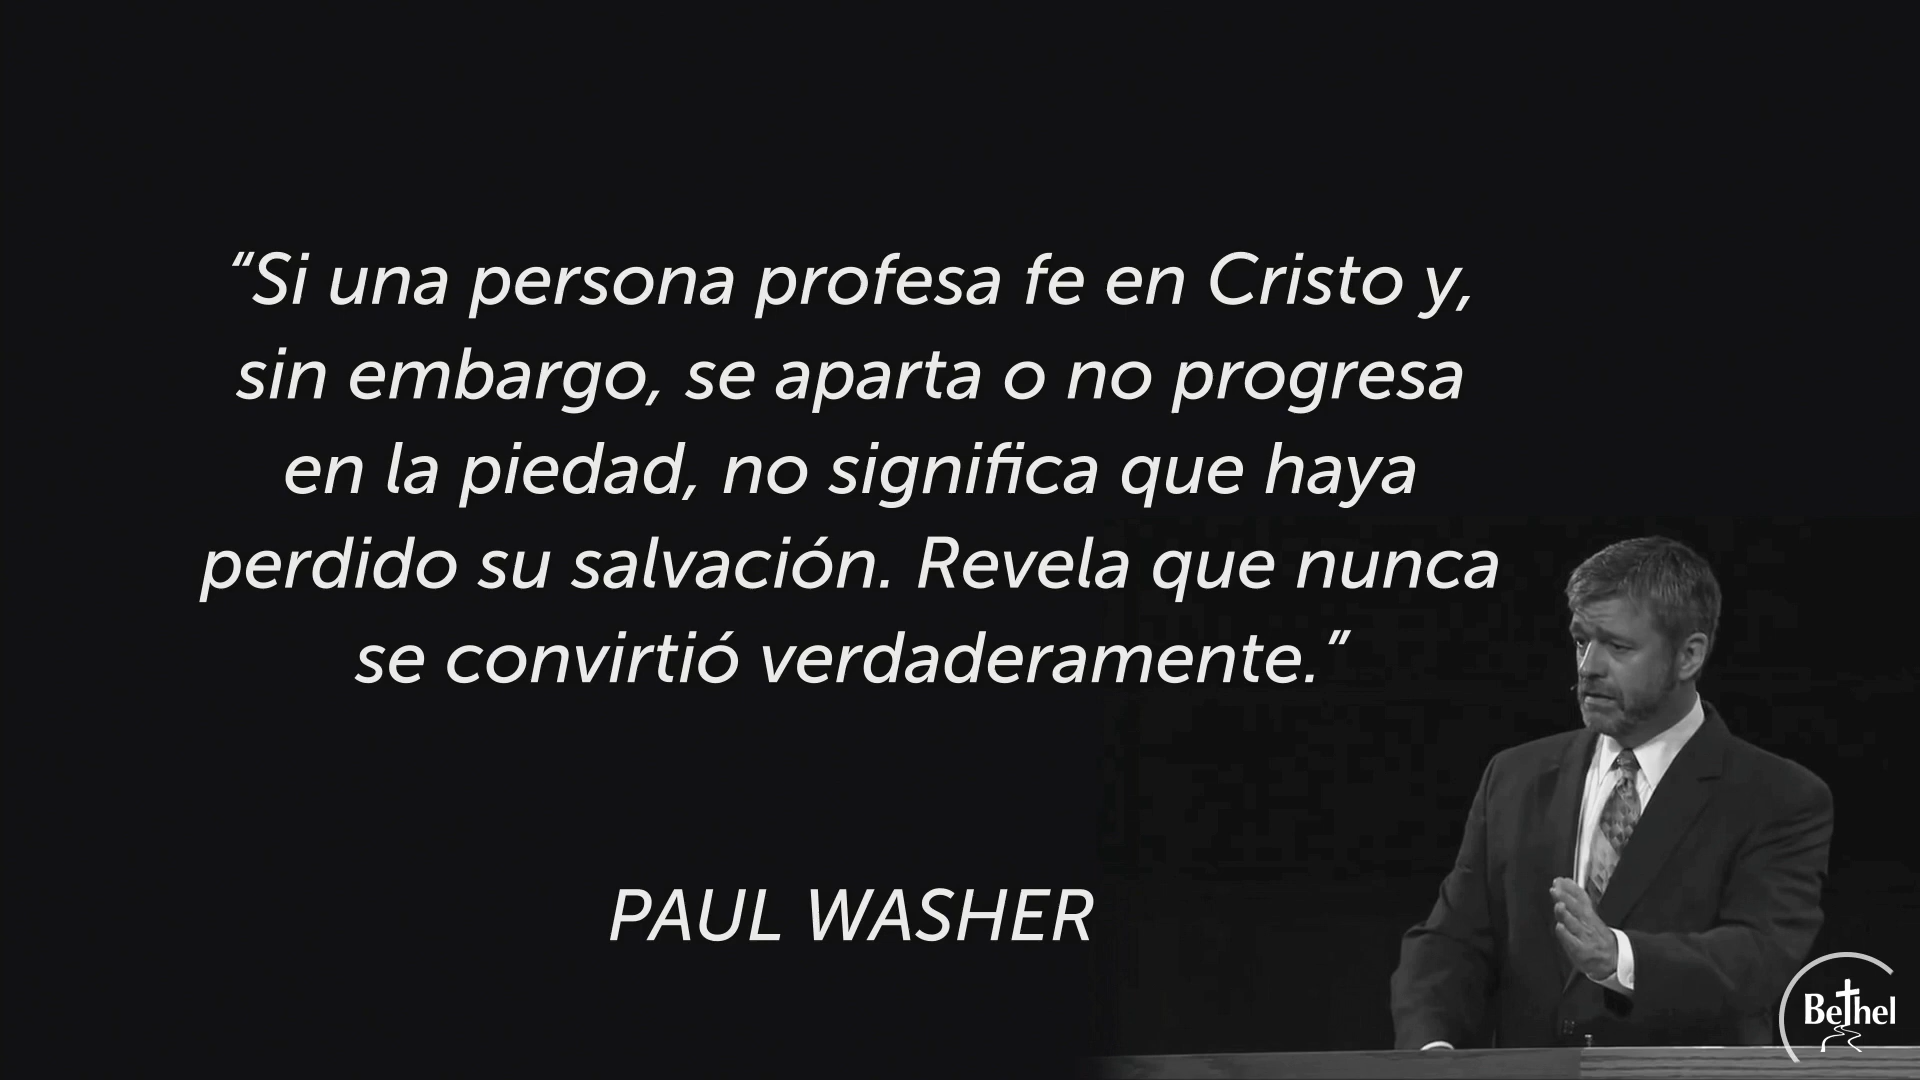 “Si una persona profesa fe en Cristo y,
sin embargo, se aparta o no progresa
en la piedad, no significa que haya
perdido su salvación. Revela que nunca
se convirtió verdaderamente.”
PAUL WASHER
Bethel